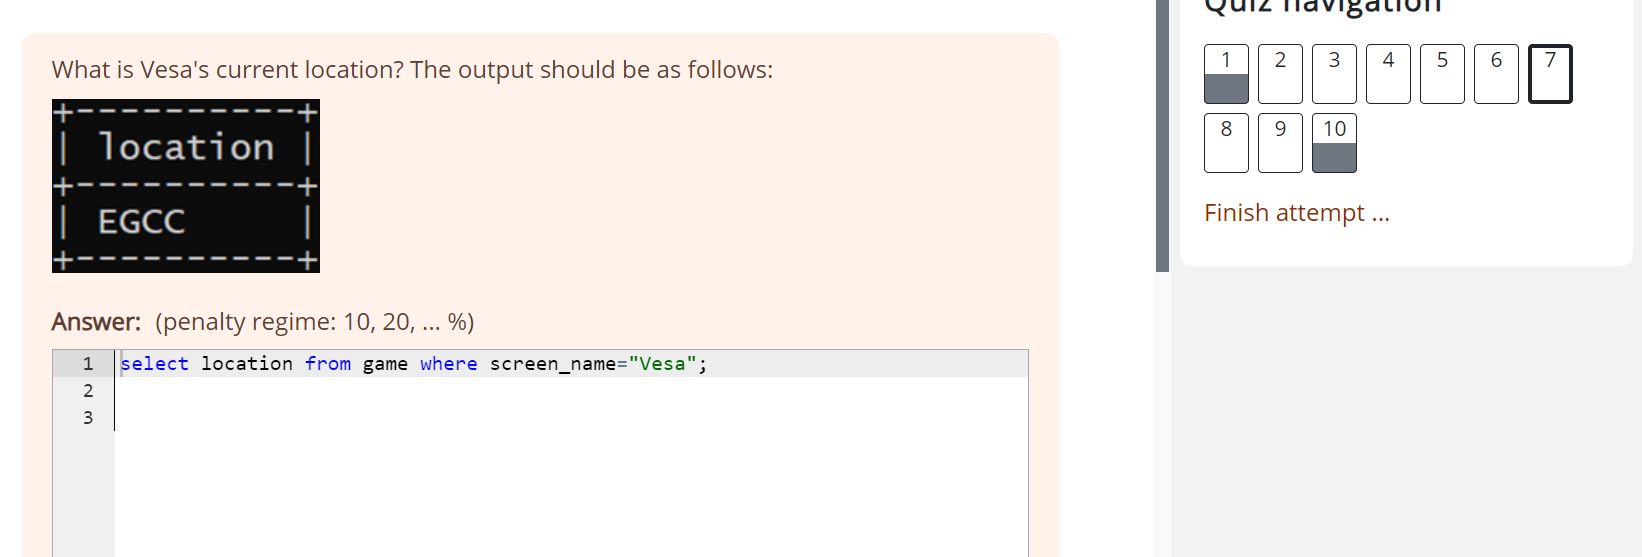 Quiz navigation
What is Vesa's current location? The output should be as follows:
+----------+
| location |
+----------+
| EGCC     |
+----------+
Answer: (penalty regime: 10, 20, ... %)
1 select location from game where screen_name="Vesa";
2
3
1 2 3 4 5 6 7
8 9 10
Finish attempt ...